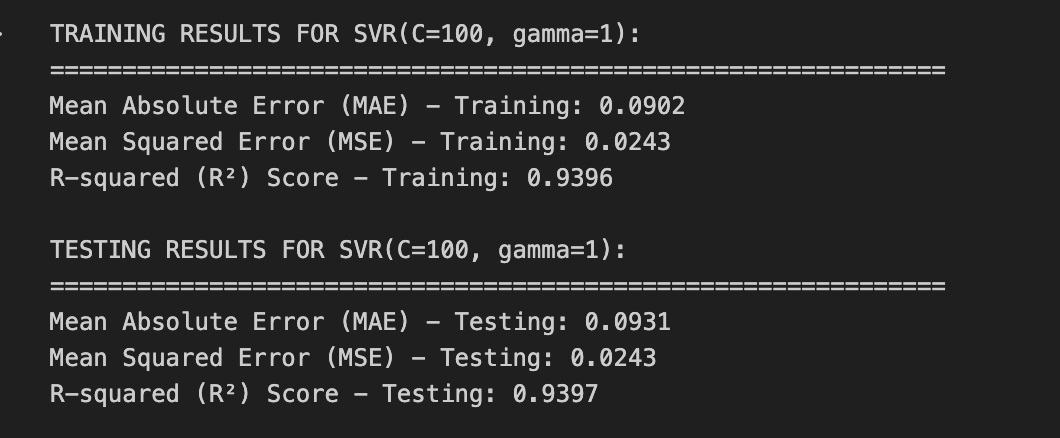 TRAINING RESULTS FOR SVR(C=100, gamma=1):
==============================================================
Mean Absolute Error (MAE) – Training: 0.0902
Mean Squared Error (MSE) – Training: 0.0243
R-squared (R²) Score – Training: 0.9396
TESTING RESULTS FOR SVR(C=100, gamma=1):
==============================================================
Mean Absolute Error (MAE) – Testing: 0.0931
Mean Squared Error (MSE) – Testing: 0.0243
R-squared (R²) Score – Testing: 0.9397